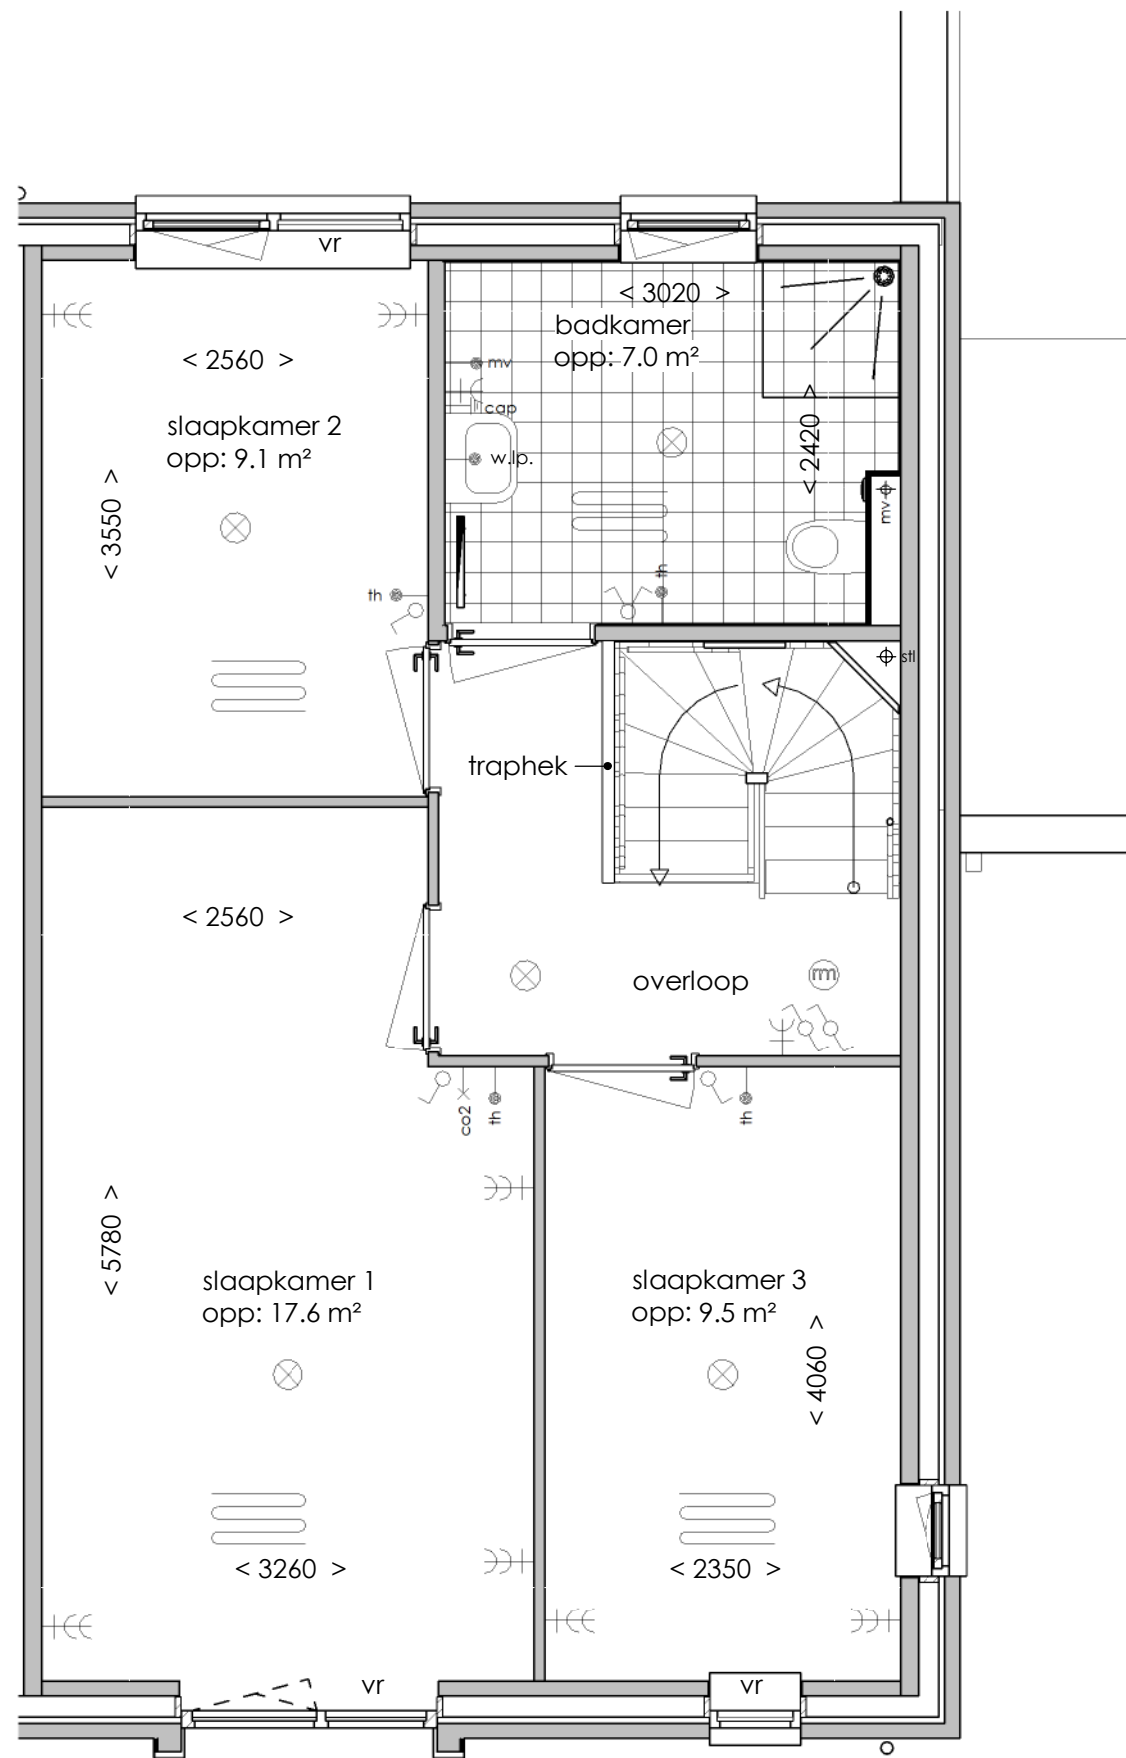 vr
< 3020 >
badkamer
opp: 7.0 m²
< 2560 >
mv
cap
slaapkamer 2
opp: 9.1 m²
< 2420 >
w.lp.
< 3550 >
mv
th
th
stl
traphek
< 2560 >
overloop
rm
co2
th
th
< 5780 >
slaapkamer 1
opp: 17.6 m²
slaapkamer 3
opp: 9.5 m²
< 4060 >
< 3260 >
< 2350 >
vr
vr